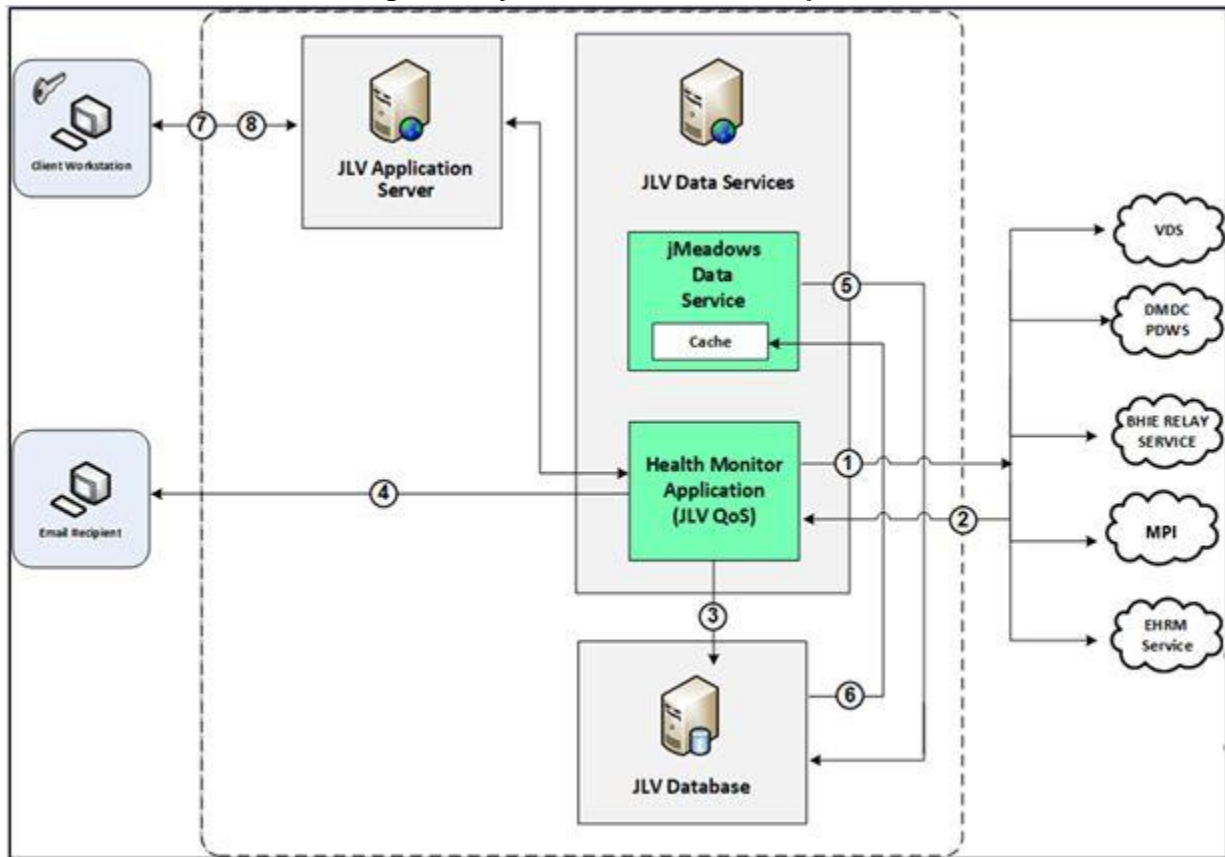 Client Workstation
7
8
JLV Application
Server
JLV Data Services
jMeadows
Data
Service
Cache
5
VDS
DMDC
PDWS
BHIE RELAY
SERVICE
MPI
EHRM
Service
Health Monitor
Application
(JLV QoS)
1
2
4
Email Recipient
3
6
JLV Database